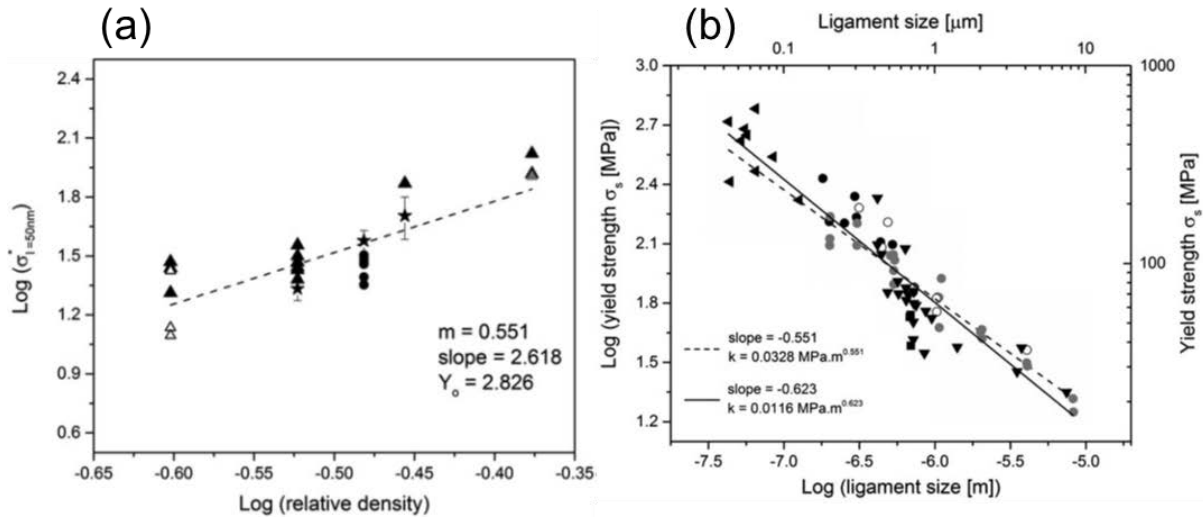 (a)
2.4
2.1
1.8
1.5
1.2
0.9
0.6
-0.65
-0.60
-0.55
-0.50
-0.45
-0.40
-0.35
Log (σ*l=50nm)
Log (relative density)
m = 0.551
slope = 2.618
Yo = 2.826
(b)
Ligament size [μm]
0.1
1
10
3.0
2.7
2.4
2.1
1.8
1.5
1.2
1000
100
Log (yield strength σs [MPa])
Yield strength σs [MPa]
slope = -0.551
k = 0.0328 MPa.m0.551
slope = -0.623
k = 0.0116 MPa.m0.623
-7.5
-7.0
-6.5
-6.0
-5.5
-5.0
Log (ligament size [m])